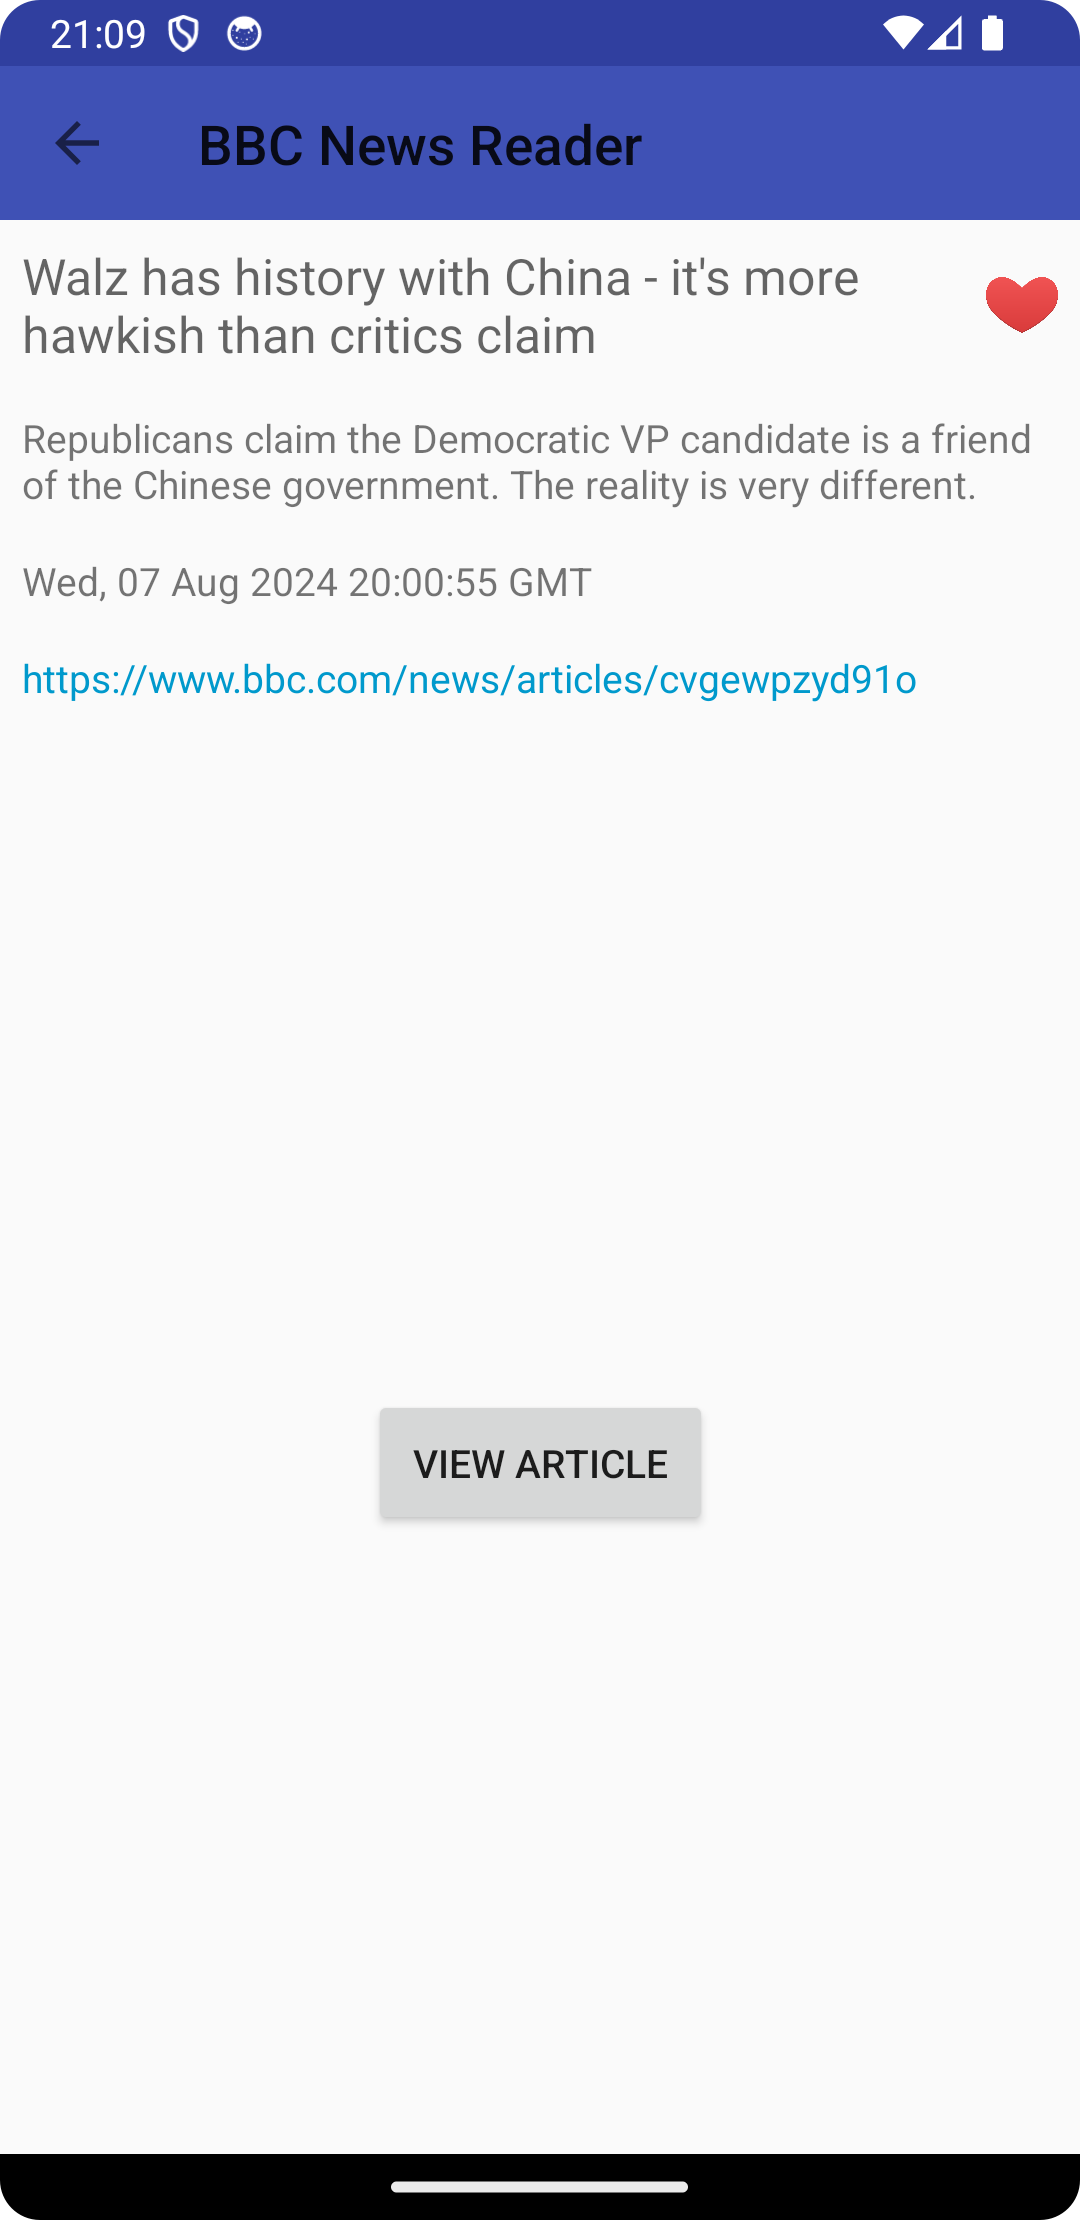 21:09
BBC News Reader
Walz has history with China - it's more
hawkish than critics claim
Republicans claim the Democratic VP candidate is a friend
of the Chinese government. The reality is very different.
Wed, 07 Aug 2024 20:00:55 GMT
https://www.bbc.com/news/articles/cvgewpzyd91o
VIEW ARTICLE